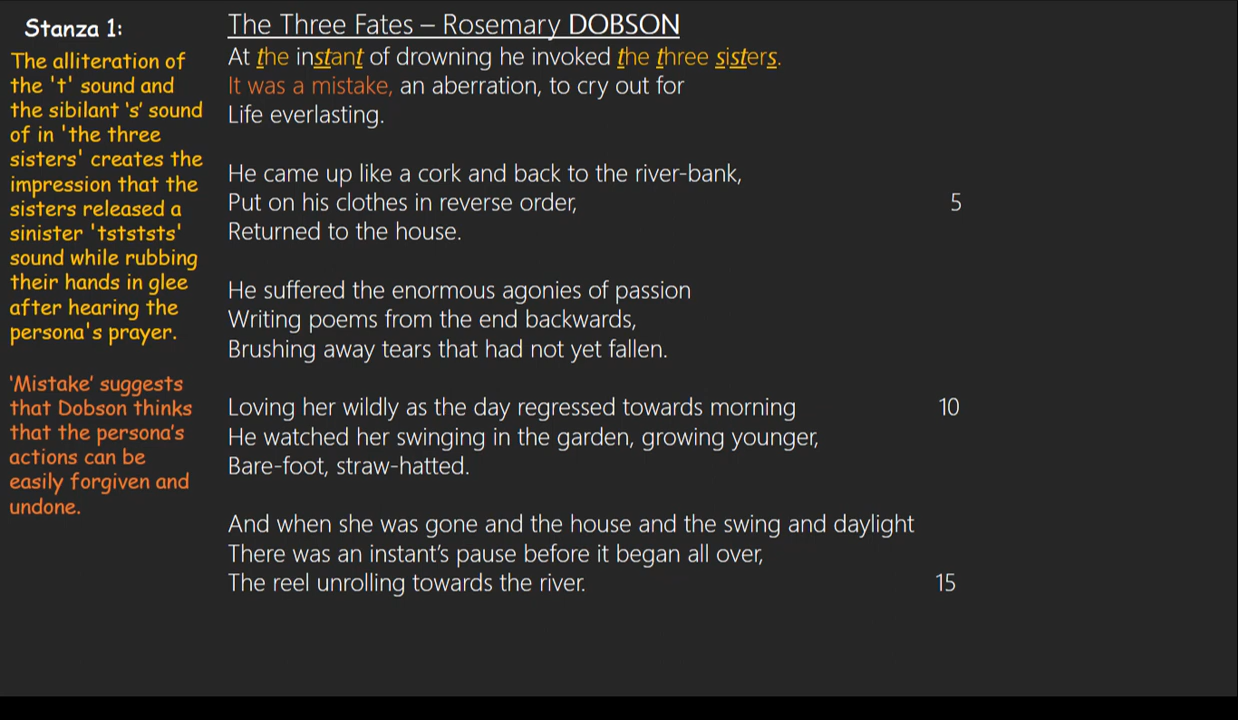 Stanza 1:
The alliteration of
the 't' sound and
the sibilant ‘s’ sound
of in 'the three
sisters' creates the
impression that the
sisters released a
sinister 'tstststs'
sound while rubbing
their hands in glee
after hearing the
persona's prayer.
‘Mistake’ suggests
that Dobson thinks
that the persona’s
actions can be
easily forgiven and
undone.
The Three Fates – Rosemary DOBSON
At the instant of drowning he invoked the three sisters.
It was a mistake, an aberration, to cry out for
Life everlasting.
He came up like a cork and back to the river-bank,
Put on his clothes in reverse order, 5
Returned to the house.
He suffered the enormous agonies of passion
Writing poems from the end backwards,
Brushing away tears that had not yet fallen.
Loving her wildly as the day regressed towards morning 10
He watched her swinging in the garden, growing younger,
Bare-foot, straw-hatted.
And when she was gone and the house and the swing and daylight
There was an instant’s pause before it began all over,
The reel unrolling towards the river. 15